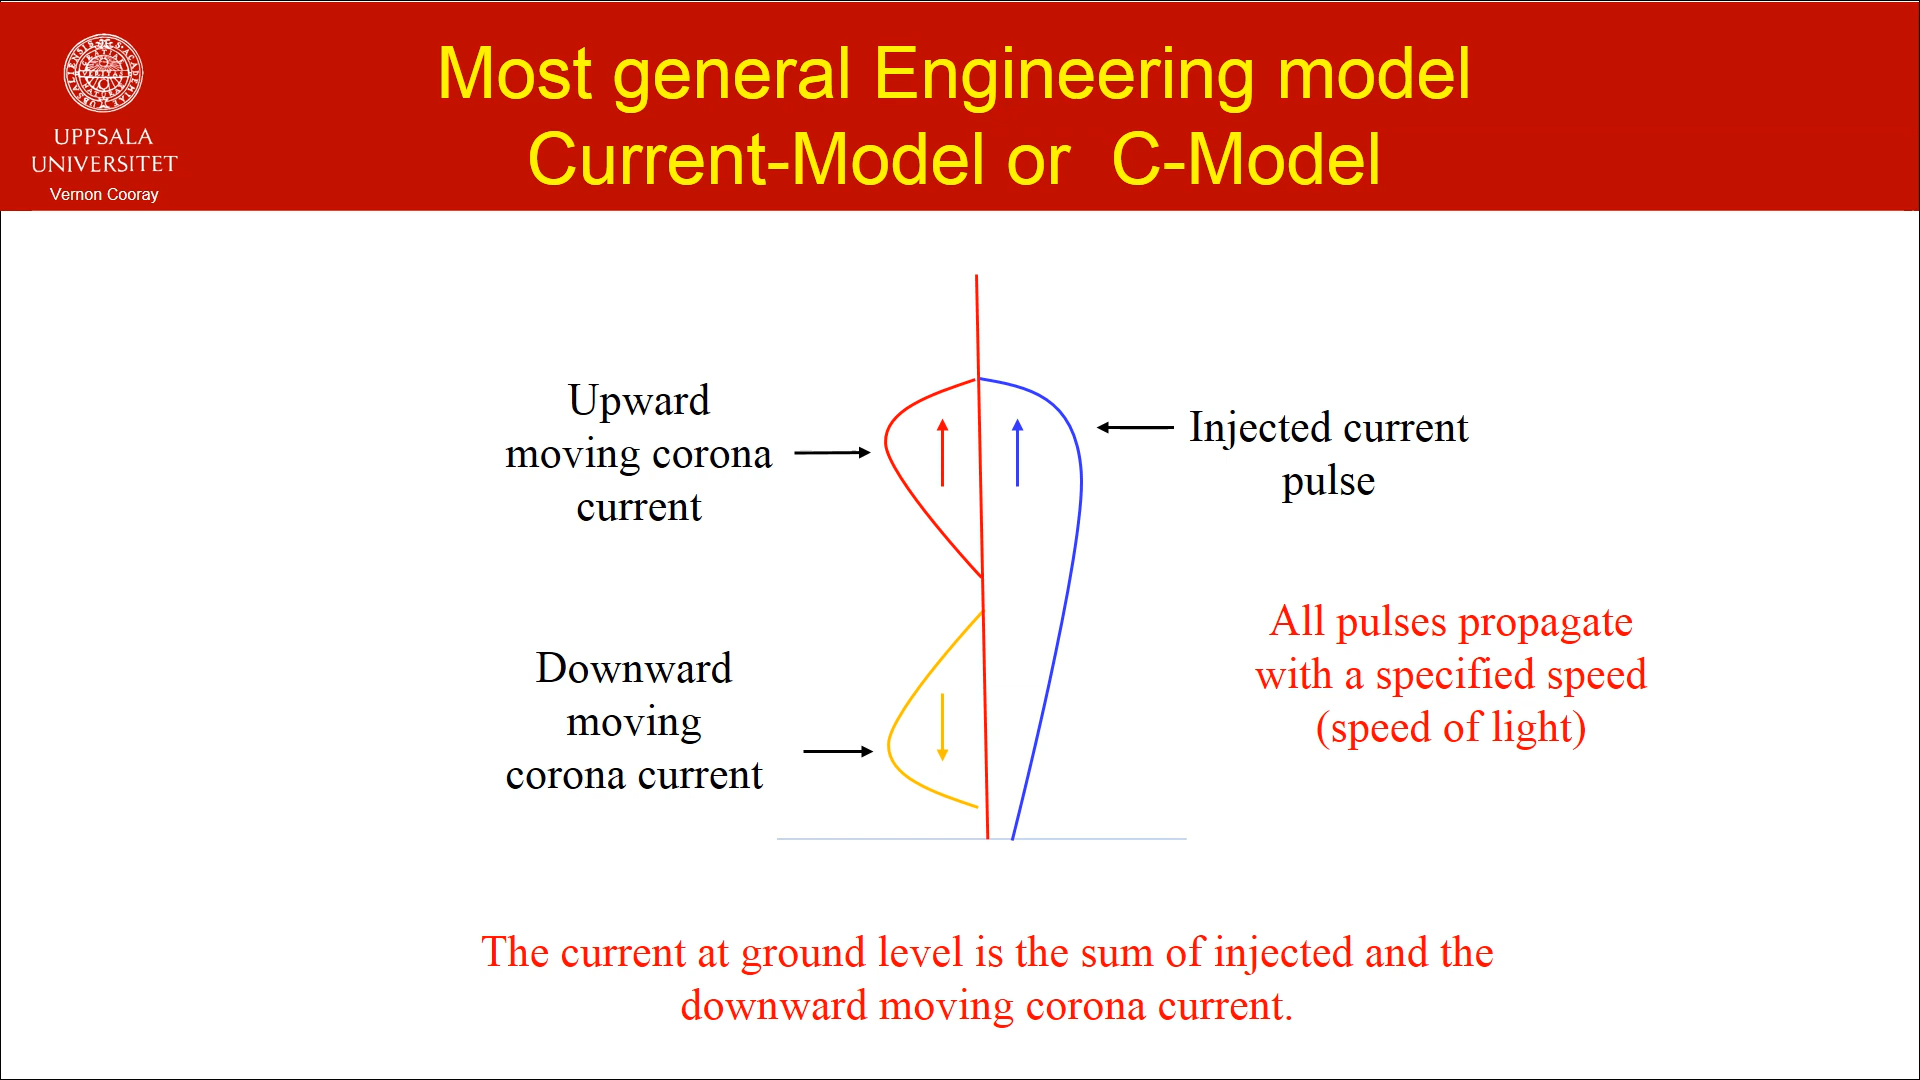 Most general Engineering model
Current-Model or C-Model
UPPSALA
UNIVERSITET
Vernon Cooray
Upward
moving corona
current
Injected current
pulse
All pulses propagate
with a specified speed
(speed of light)
Downward
moving
corona current
The current at ground level is the sum of injected and the
downward moving corona current.